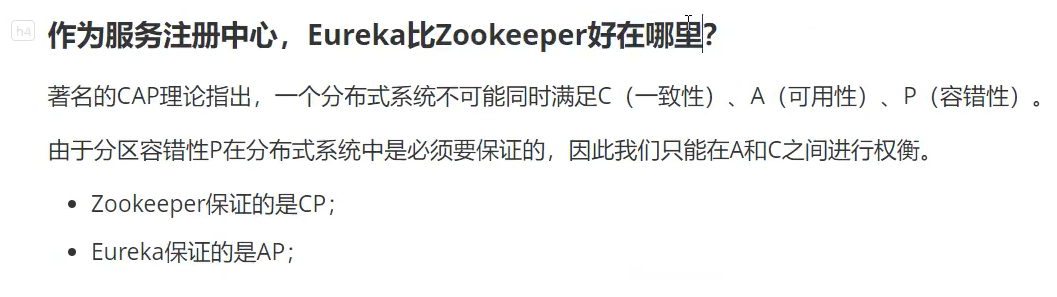 h4
作为服务注册中心，Eureka比Zookeeper好在哪里?
著名的CAP理论指出，一个分布式系统不可能同时满足C（一致性）、A（可用性）、P（容错性）。
由于分区容错性P在分布式系统中是必须要保证的，因此我们只能在A和C之间进行权衡。
• Zookeeper保证的是CP；
• Eureka保证的是AP；